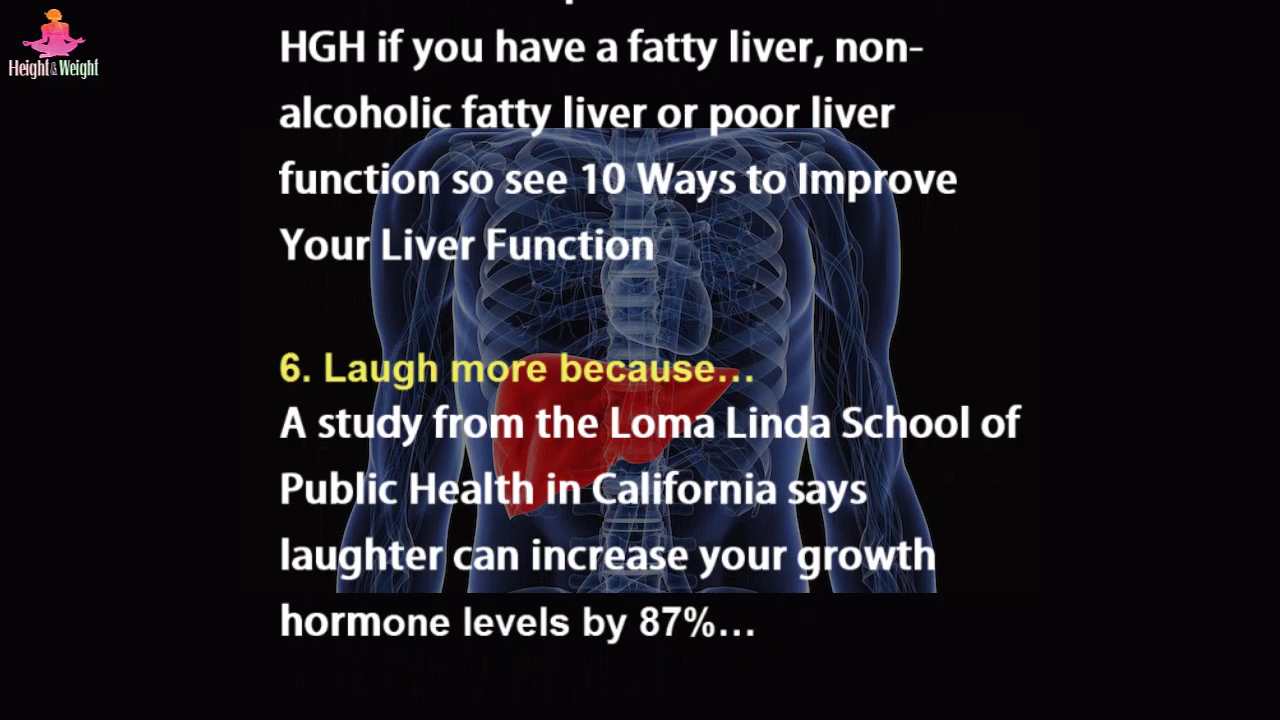 Height & Weight
HGH if you have a fatty liver, non-
alcoholic fatty liver or poor liver
function so see 10 Ways to Improve
Your Liver Function
6. Laugh more because...
A study from the Loma Linda School of
Public Health in California says
laughter can increase your growth
hormone levels by 87%...